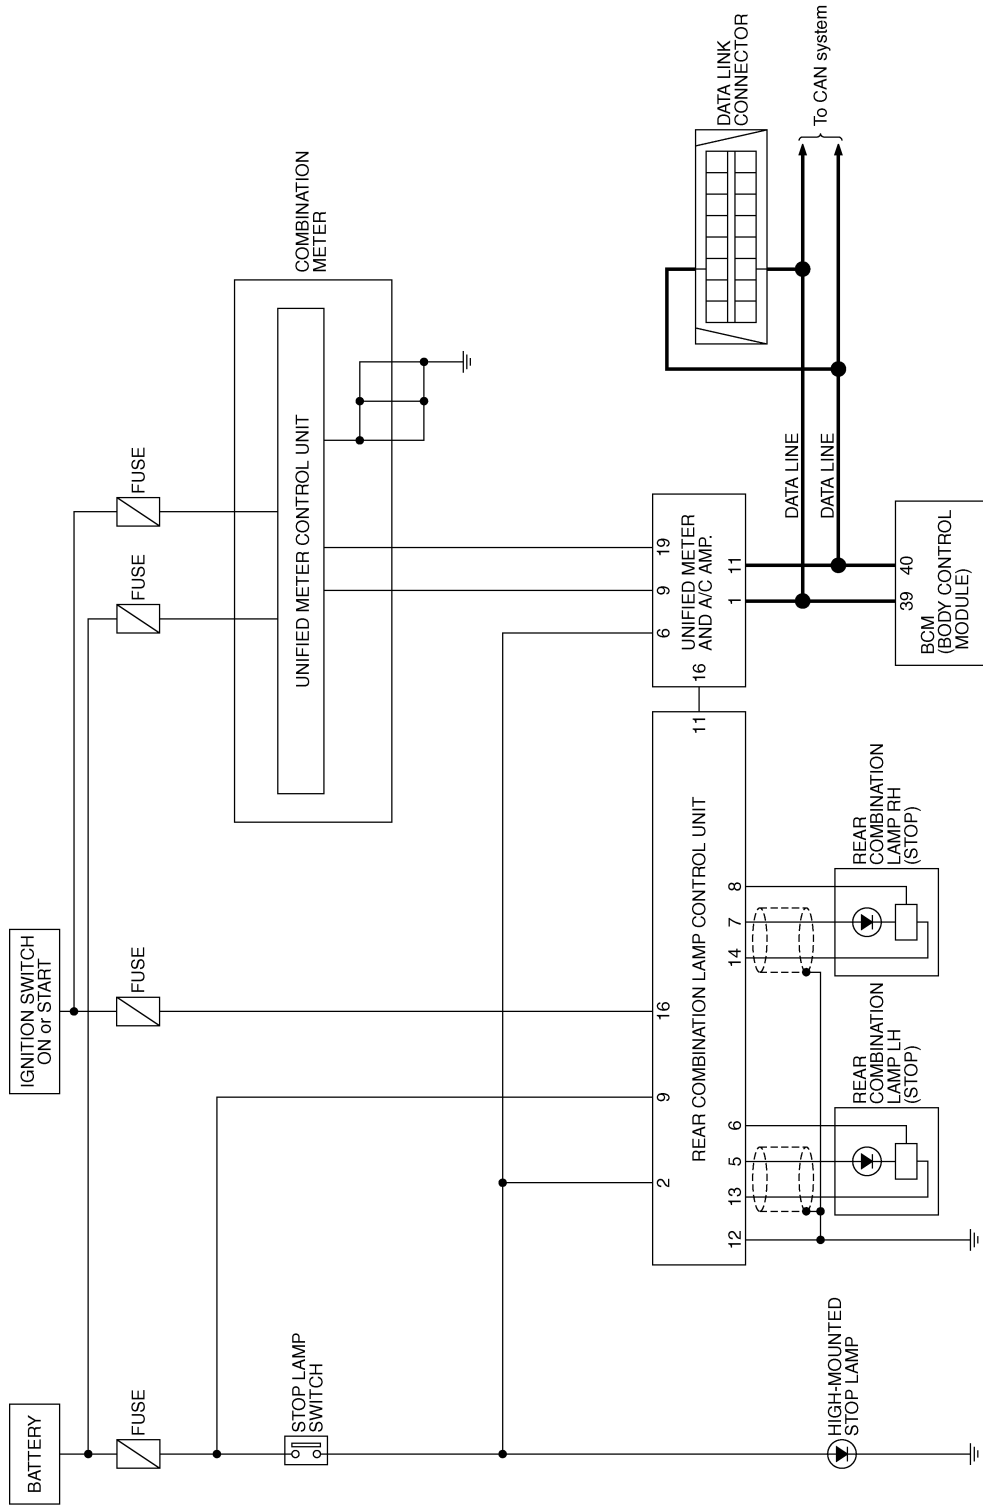 BATTERY
IGNITION SWITCH
ON or START
FUSE
FUSE
FUSE
FUSE
STOP LAMP
SWITCH
COMBINATION
METER
UNIFIED METER CONTROL UNIT
2
9
16
REAR COMBINATION LAMP CONTROL UNIT
11
12
13
5
6
14
7
8
6
9
19
16
UNIFIED METER
AND A/C AMP.
1
11
DATA LINE
DATA LINE
DATA LINK
CONNECTOR
To CAN system
HIGH-MOUNTED
STOP LAMP
REAR
COMBINATION
LAMP LH
(STOP)
REAR
COMBINATION
LAMP RH
(STOP)
39
40
BCM
(BODY CONTROL
MODULE)